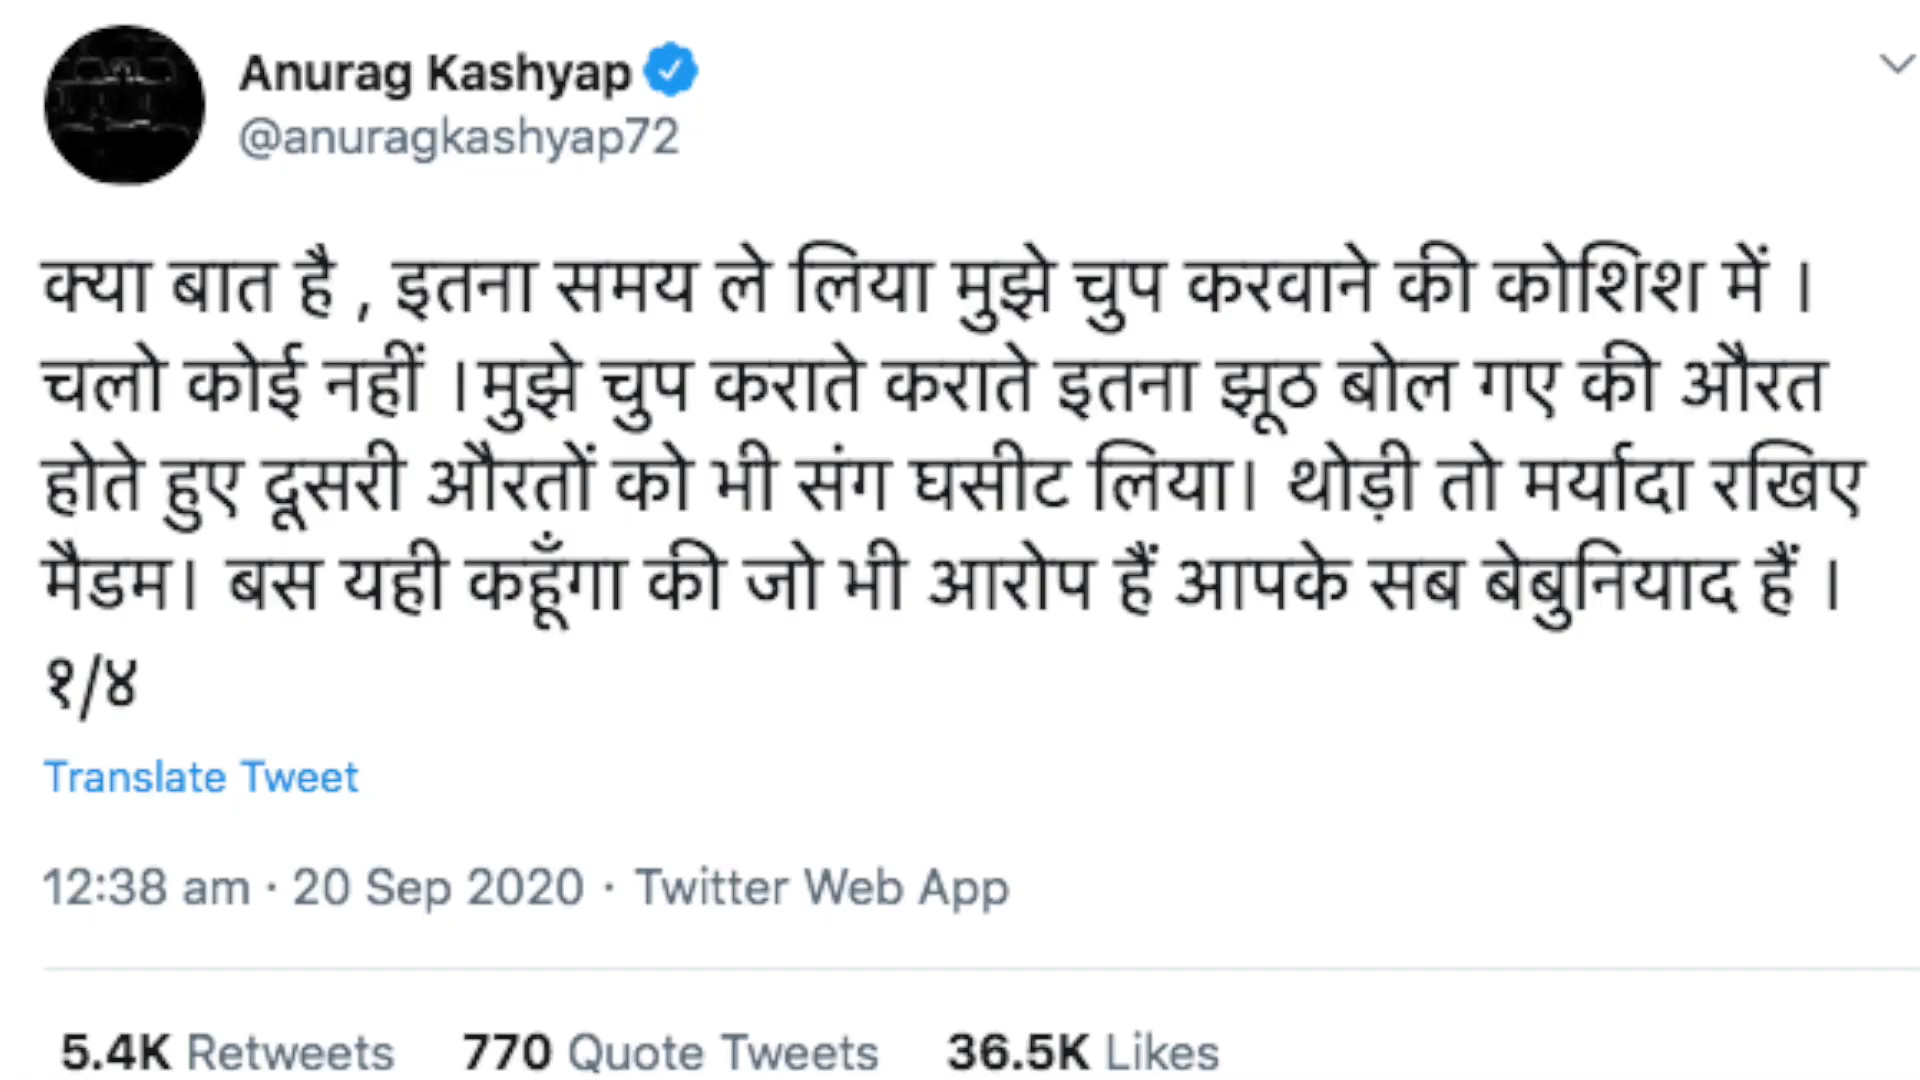 Anurag Kashyap
@anuragkashyap72
क्या बात है , इतना समय ले लिया मुझे चुप करवाने की कोशिश में ।
चलो कोई नहीं ।मुझे चुप कराते कराते इतना झूठ बोल गए की औरत
होते हुए दूसरी औरतों को भी संग घसीट लिया। थोड़ी तो मर्यादा रखिए
मैडम। बस यही कहूँगा की जो भी आरोप हैं आपके सब बेबुनियाद हैं ।
१/४
Translate Tweet
12:38 am · 20 Sep 2020 · Twitter Web App
5.4K Retweets 770 Quote Tweets 36.5K Likes